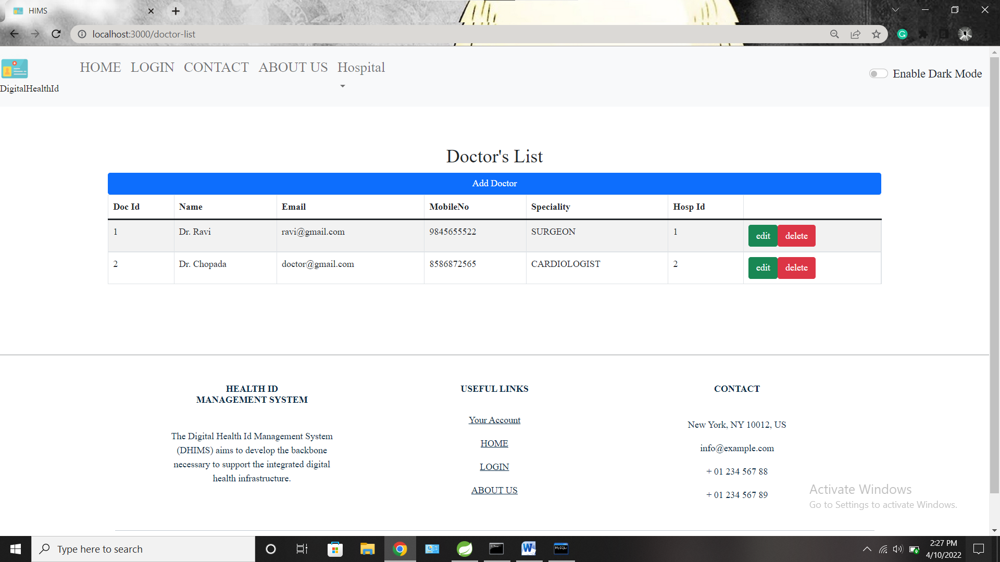 HIMS
localhost:3000/doctor-list
HOME LOGIN CONTACT ABOUT US Hospital
Enable Dark Mode
DigitalHealthId
Doctor's List
Add Doctor
Doc Id Name Email MobileNo Speciality Hosp Id
1 Dr. Ravi ravi@gmail.com 9845655522 SURGEON 1 edit delete
2 Dr. Chopada doctor@gmail.com 8586872565 CARDIOLOGIST 2 edit delete
HEALTH ID
MANAGEMENT SYSTEM
The Digital Health Id Management System
(DHIMS) aims to develop the backbone
necessary to support the integrated digital
health infrastructure.
USEFUL LINKS
Your Account
HOME
LOGIN
ABOUT US
CONTACT
New York, NY 10012, US
info@example.com
+ 01 234 567 88
+ 01 234 567 89
Activate Windows
Go to Settings to activate Windows.
Type here to search
MySQL
2:27 PM
4/10/2022